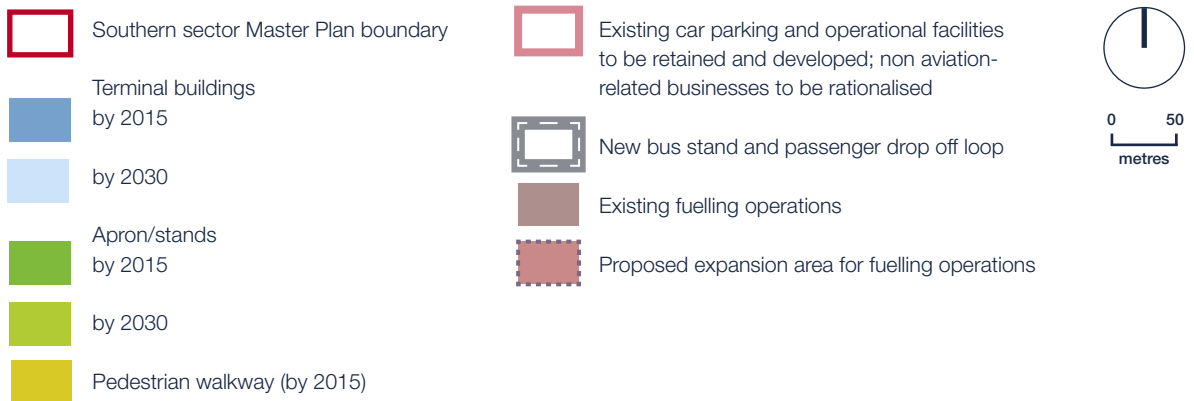 Southern sector Master Plan boundary
Terminal buildings
by 2015
by 2030
Apron/stands
by 2015
by 2030
Pedestrian walkway (by 2015)
Existing car parking and operational facilities
to be retained and developed; non aviation-
related businesses to be rationalised
New bus stand and passenger drop off loop
Existing fuelling operations
Proposed expansion area for fuelling operations
0 50
metres